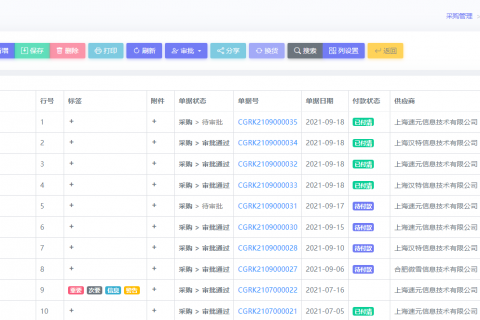 采购管理 >
增 保存 删除 打印 刷新 审批 分享 预览 搜索 列设置 返回
行号 标签 附件 单据状态 单据号 单据日期 付款状态 供应商
1 + + 采购 > 待审批 CGRK2109000035 2021-09-18 已付清 上海速元信息技术有限公司
2 + + 采购 > 审批通过 CGRK2109000034 2021-09-18 已付清 上海汉特信息技术有限公司
3 + + 采购 > 审批通过 CGRK2109000032 2021-09-18 已付清 上海速元信息技术有限公司
4 + + 采购 > 审批通过 CGRK2109000033 2021-09-18 已付清 上海汉特信息技术有限公司
5 + + 采购 > 待审批 CGRK2109000031 2021-09-17 待付款 上海速元信息技术有限公司
6 + + 采购 > 审批通过 CGRK2109000030 2021-09-15 待付款 上海速元信息技术有限公司
7 + + 采购 > 审批通过 CGRK2109000028 2021-09-10 待付款 上海汉特信息技术有限公司
8 + + 采购 > 审批通过 CGRK2109000027 2021-09-06 待付款 合肥微雪信息技术有限公司
9 重要 次要 信息 警告 + 采购 > 审批通过 CGRK2107000022 2021-07-16 上海速元信息技术有限公司
10 + + 采购 > 审批通过 CGRK2107000021 2021-07-05 已付清 上海速元信息技术有限公司